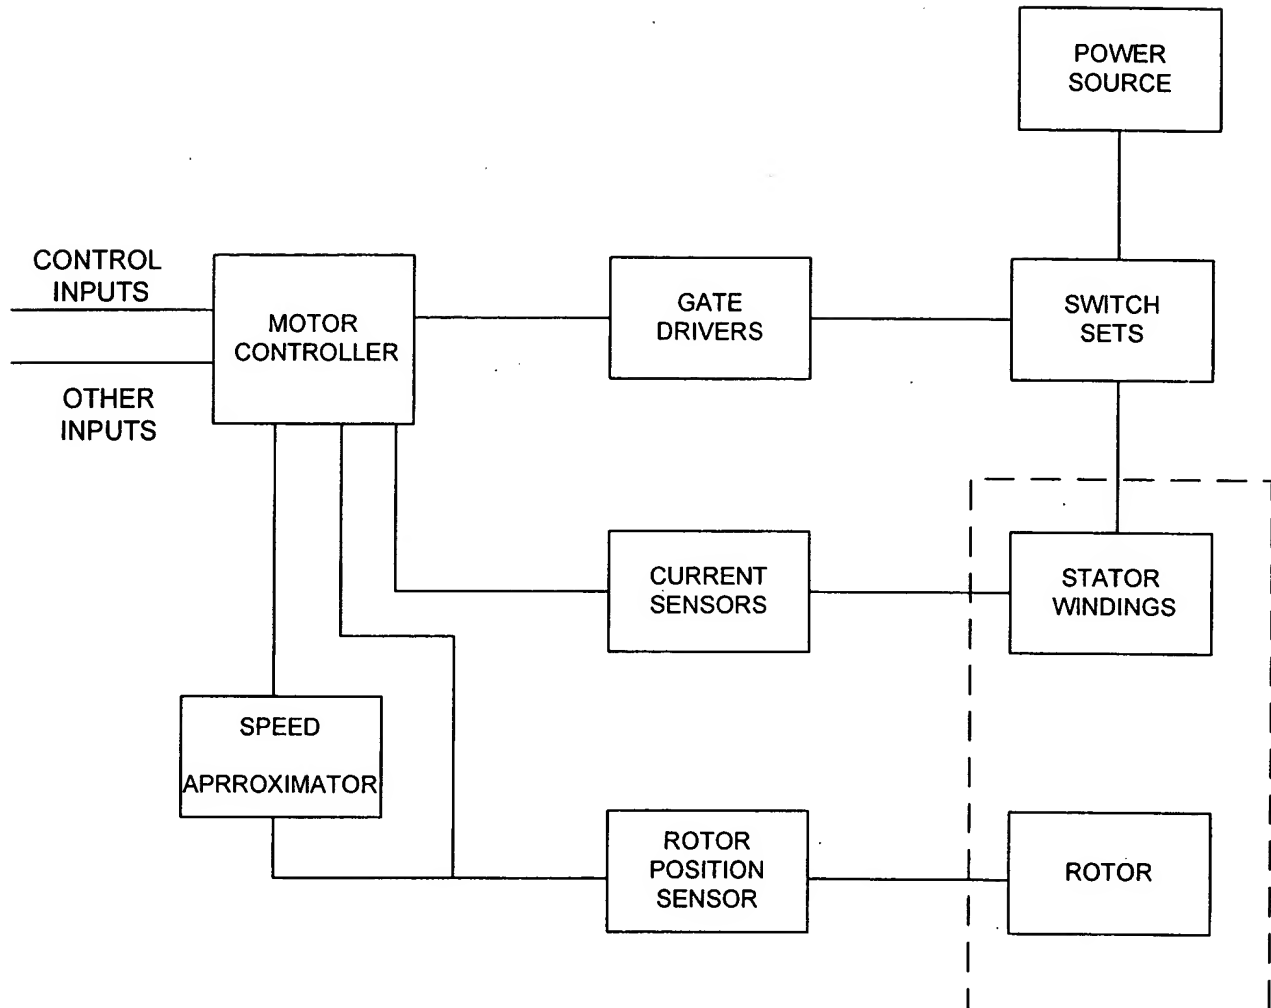 POWER
SOURCE
CONTROL
INPUTS
MOTOR
CONTROLLER
GATE
DRIVERS
SWITCH
SETS
OTHER
INPUTS
CURRENT
SENSORS
STATOR
WINDINGS
SPEED
APRROXIMATOR
ROTOR
POSITION
SENSOR
ROTOR